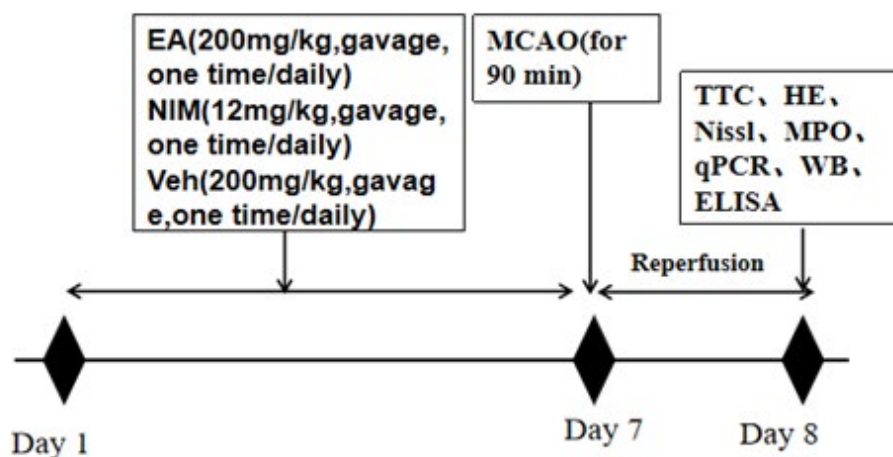 EA(200mg/kg,gavage,
one time/daily)
NIM(12mg/kg,gavage,
one time/daily)
Veh(200mg/kg,gavag
e,one time/daily)
MCAO(for
90 min)
TTC、HE、
Nissl、MPO、
qPCR、WB、
ELISA
Reperfusion
Day 1
Day 7
Day 8